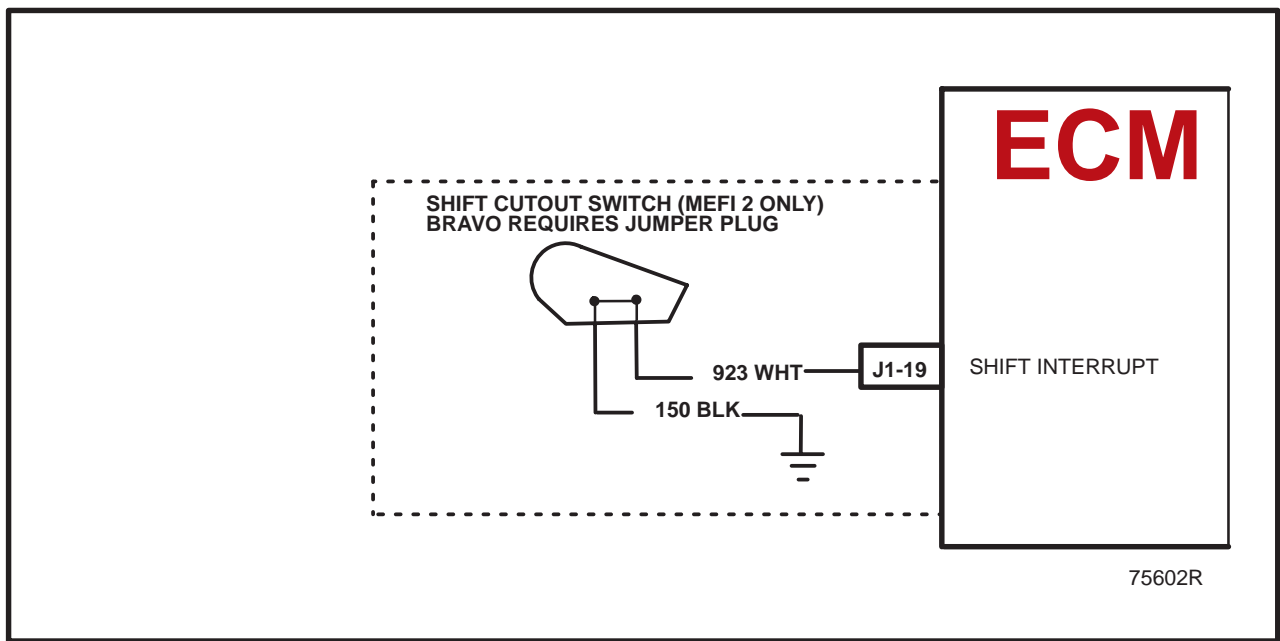 ECM
SHIFT CUTOUT SWITCH (MEFI 2 ONLY)
BRAVO REQUIRES JUMPER PLUG
923 WHT
J1-19
SHIFT INTERRUPT
150 BLK
75602R